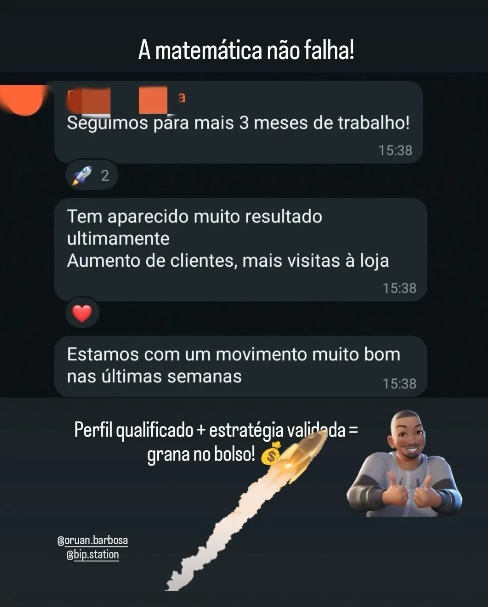 A matemática não falha!
a
Seguimos para mais 3 meses de trabalho!
15:38
🚀 2
Tem aparecido muito resultado
ultimamente
Aumento de clientes, mais visitas à loja
15:38
❤️
Estamos com um movimento muito bom
nas últimas semanas
15:38
Perfil qualificado + estratégia validada =
grana no bolso! 💰
@oruan.barbosa
@bip.station